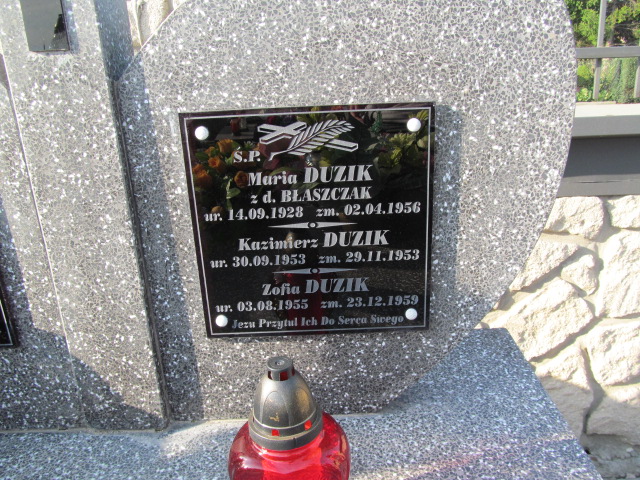 Ś.P.
Maria DUZIK
z d. BŁASZCZAK
ur. 14.09.1928 zm. 02.04.1956
Kazimierz DUZIK
ur. 30.09.1953 zm. 29.11.1953
Zofia DUZIK
ur. 03.08.1955 zm. 23.12.1959
Jezu Przytul Ich Do Serca Swego